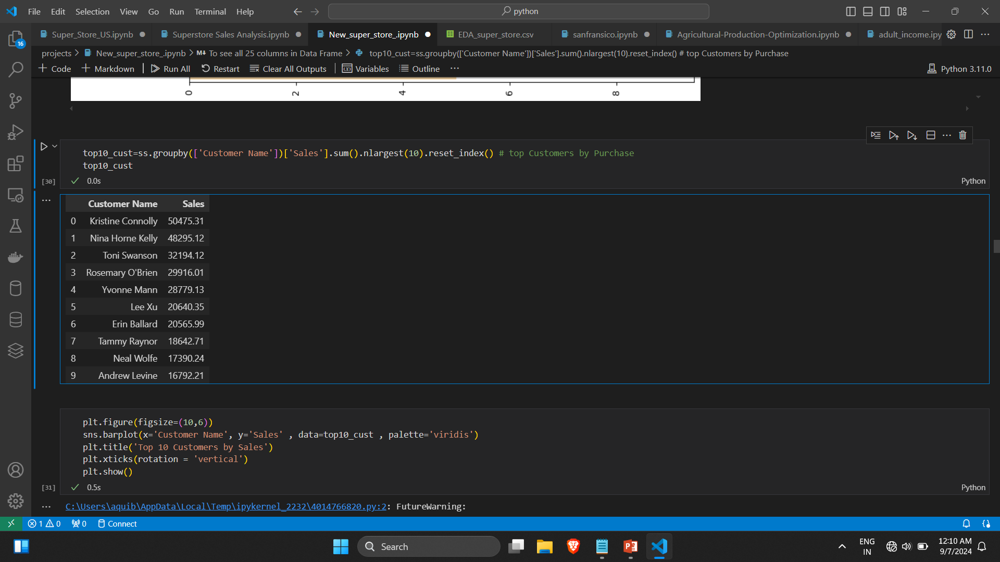 File Edit Selection View Go Run Terminal Help python
16
Super_Store_US.ipynb Superstore Sales Analysis.ipynb New_super_store_.ipynb EDA_super_store.csv sanfransico.ipynb Agricultural-Production-Optimization.ipynb adult_income.ipy
projects > New_super_store_.ipynb > M↓ To see all 25 columns in Data Frame > top10_cust=ss.groupby(['Customer Name'])['Sales'].sum().nlargest(10).reset_index() # top Customers by Purchase
+ Code + Markdown | Run All Restart Clear All Outputs | Variables Outline ... Python 3.11.0
0 2 4 6 8
top10_cust=ss.groupby(['Customer Name'])['Sales'].sum().nlargest(10).reset_index() # top Customers by Purchase
top10_cust
[30] 0.0s Python
Customer Name Sales
0 Kristine Connolly 50475.31
1 Nina Horne Kelly 48295.12
2 Toni Swanson 32194.12
3 Rosemary O'Brien 29916.01
4 Yvonne Mann 28779.13
5 Lee Xu 20640.35
6 Erin Ballard 20565.99
7 Tammy Raynor 18642.71
8 Neal Wolfe 17390.24
9 Andrew Levine 16792.21
plt.figure(figsize=(10,6))
sns.barplot(x='Customer Name', y='Sales' , data=top10_cust , palette='viridis')
plt.title('Top 10 Customers by Sales')
plt.xticks(rotation = 'vertical')
plt.show()
[31] 0.5s Python
C:\Users\aquib\AppData\Local\Temp\ipykernel_2232\4014766820.py:2: FutureWarning:
1 0 0 Connect
Search ENG IN 12:10 AM 9/7/2024